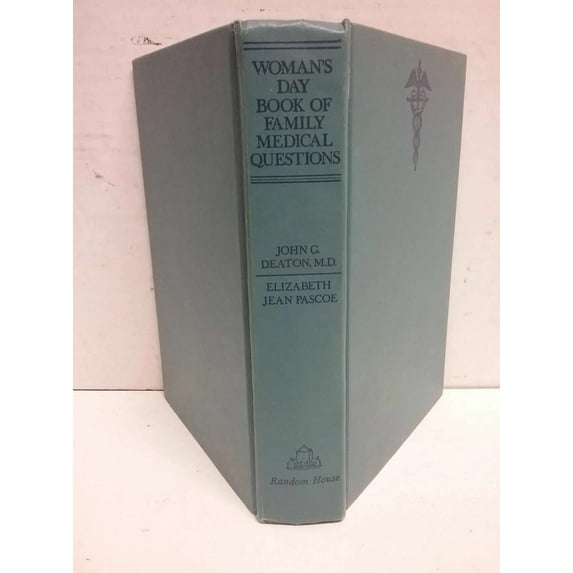 WOMAN'S
DAY
BOOK OF
FAMILY
MEDICAL
QUESTIONS
JOHN G.
DEATON, M.D.
ELIZABETH
JEAN PASCOE
Random House